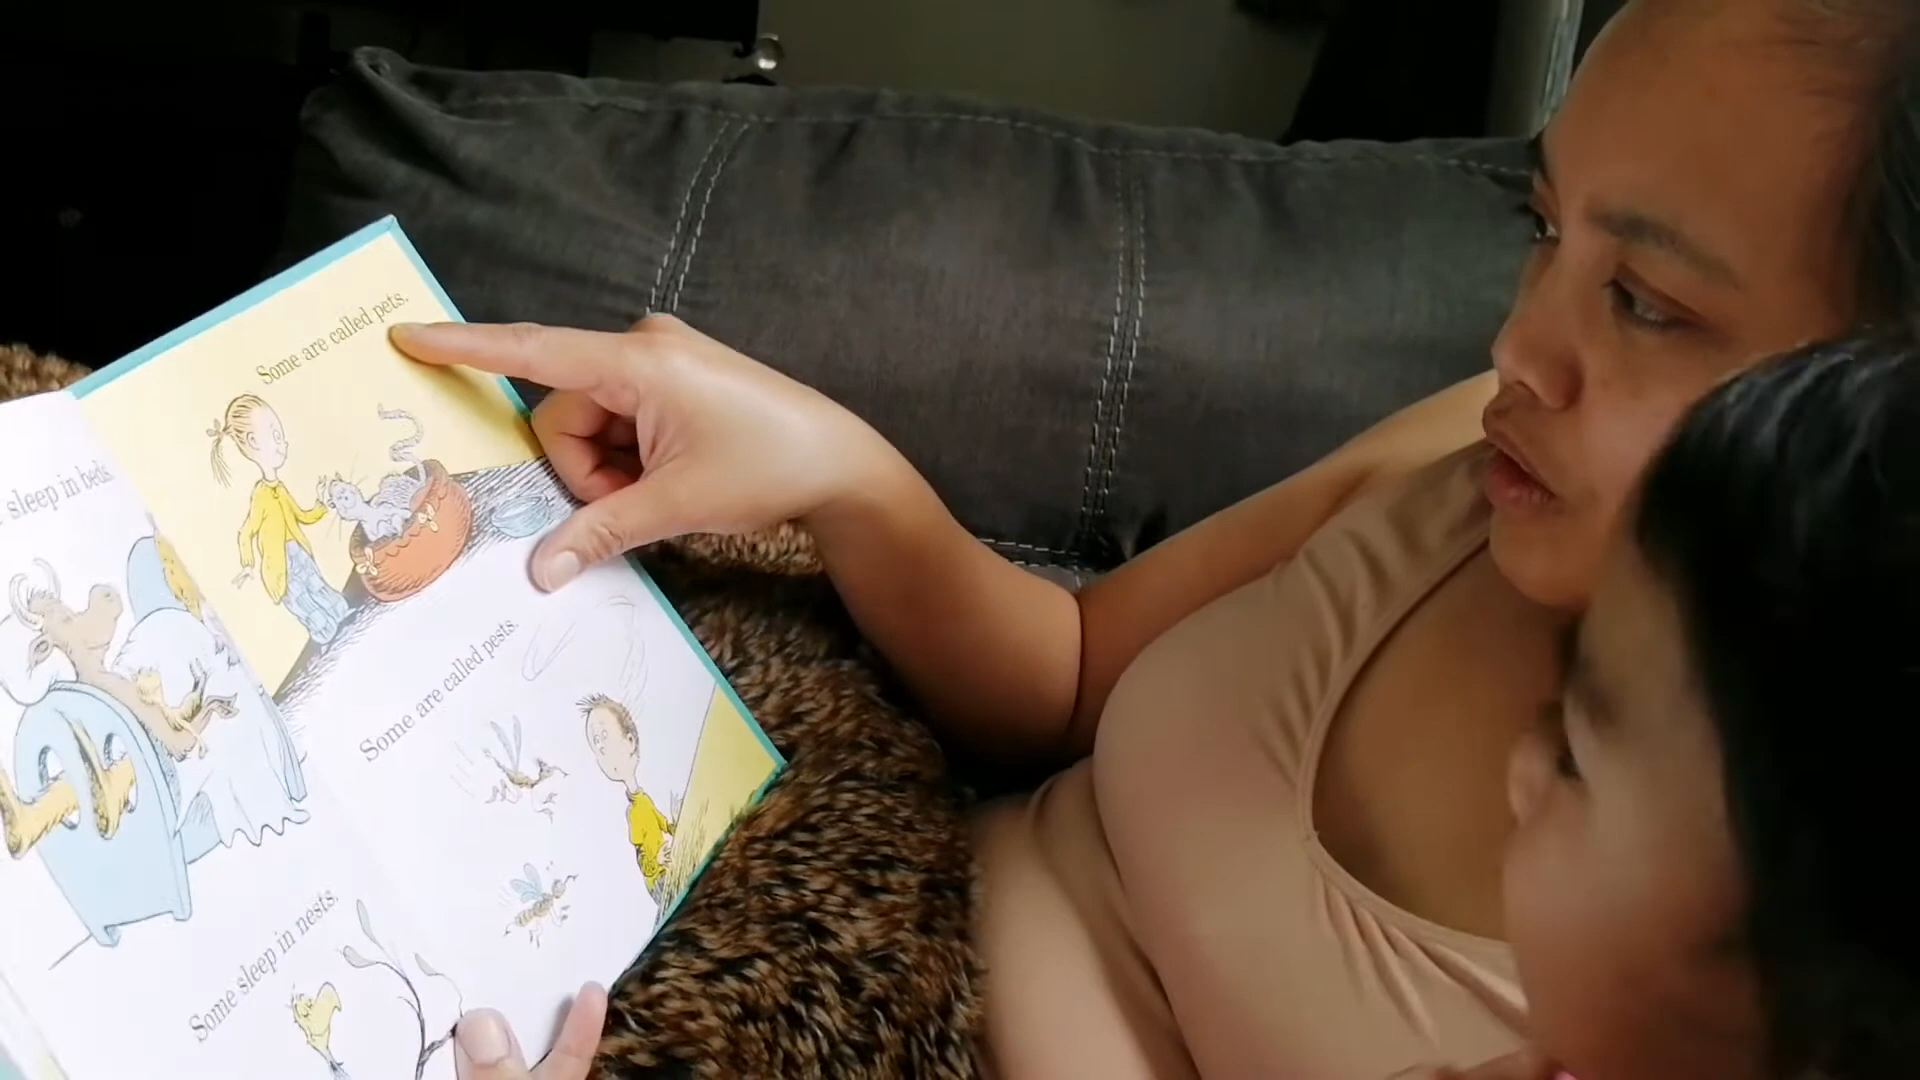 sleep in beds
Some sleep in nests.
Some are called pets.
Some are called pests.